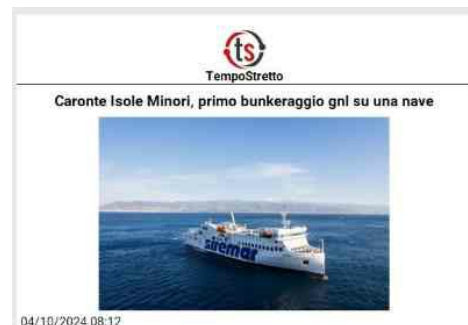 ts
TempoStretto
Caronte Isole Minori, primo bunkeraggio gnl su una nave
siremar
04/10/2024 08:12